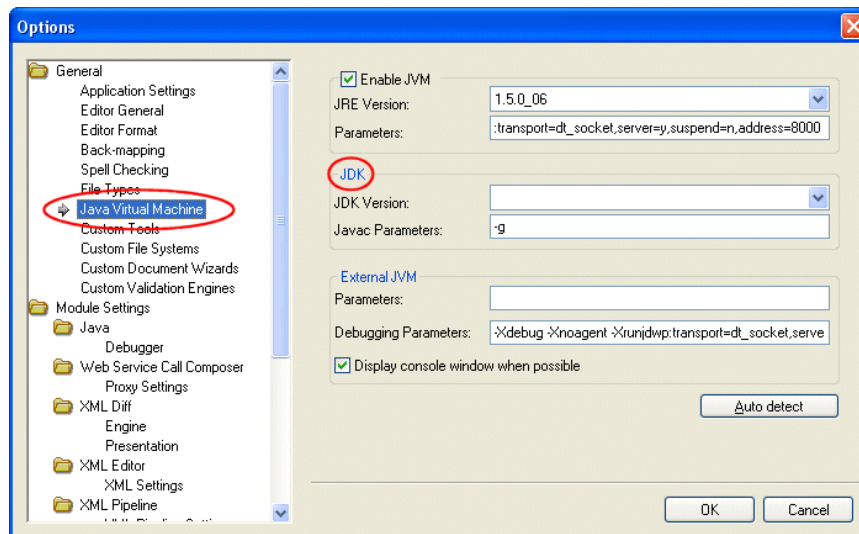 Options
General
Application Settings
Editor General
Editor Format
Back-mapping
Spell Checking
File Types
Java Virtual Machine
Custom Tools
Custom File Systems
Custom Document Wizards
Custom Validation Engines
Module Settings
Java
Debugger
Web Service Call Composer
Proxy Settings
XML Diff
Engine
Presentation
XML Editor
XML Settings
XML Pipeline
Enable JVM
JRE Version: 1.5.0_06
Parameters: :transport=dt_socket,server=y,suspend=n,address=8000
JDK
JDK Version:
Javac Parameters: -g
External JVM
Parameters:
Debugging Parameters: -Xdebug -Xnoagent -Xrunjdwp:transport=dt_socket,serve
Display console window when possible
Auto detect
OK Cancel